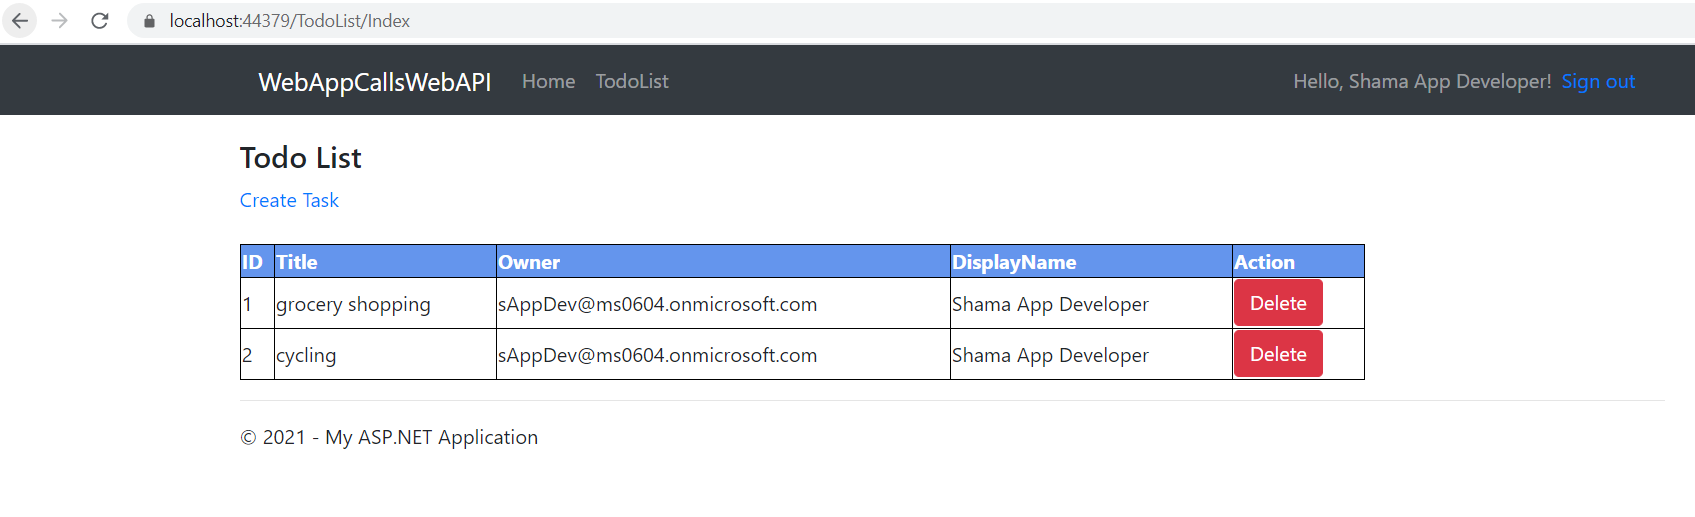 localhost:44379/TodoList/Index
WebAppCallsWebAPI Home TodoList Hello, Shama App Developer! Sign out
Todo List
Create Task
ID Title Owner DisplayName Action
1 grocery shopping sAppDev@ms0604.onmicrosoft.com Shama App Developer Delete
2 cycling sAppDev@ms0604.onmicrosoft.com Shama App Developer Delete
© 2021 - My ASP.NET Application